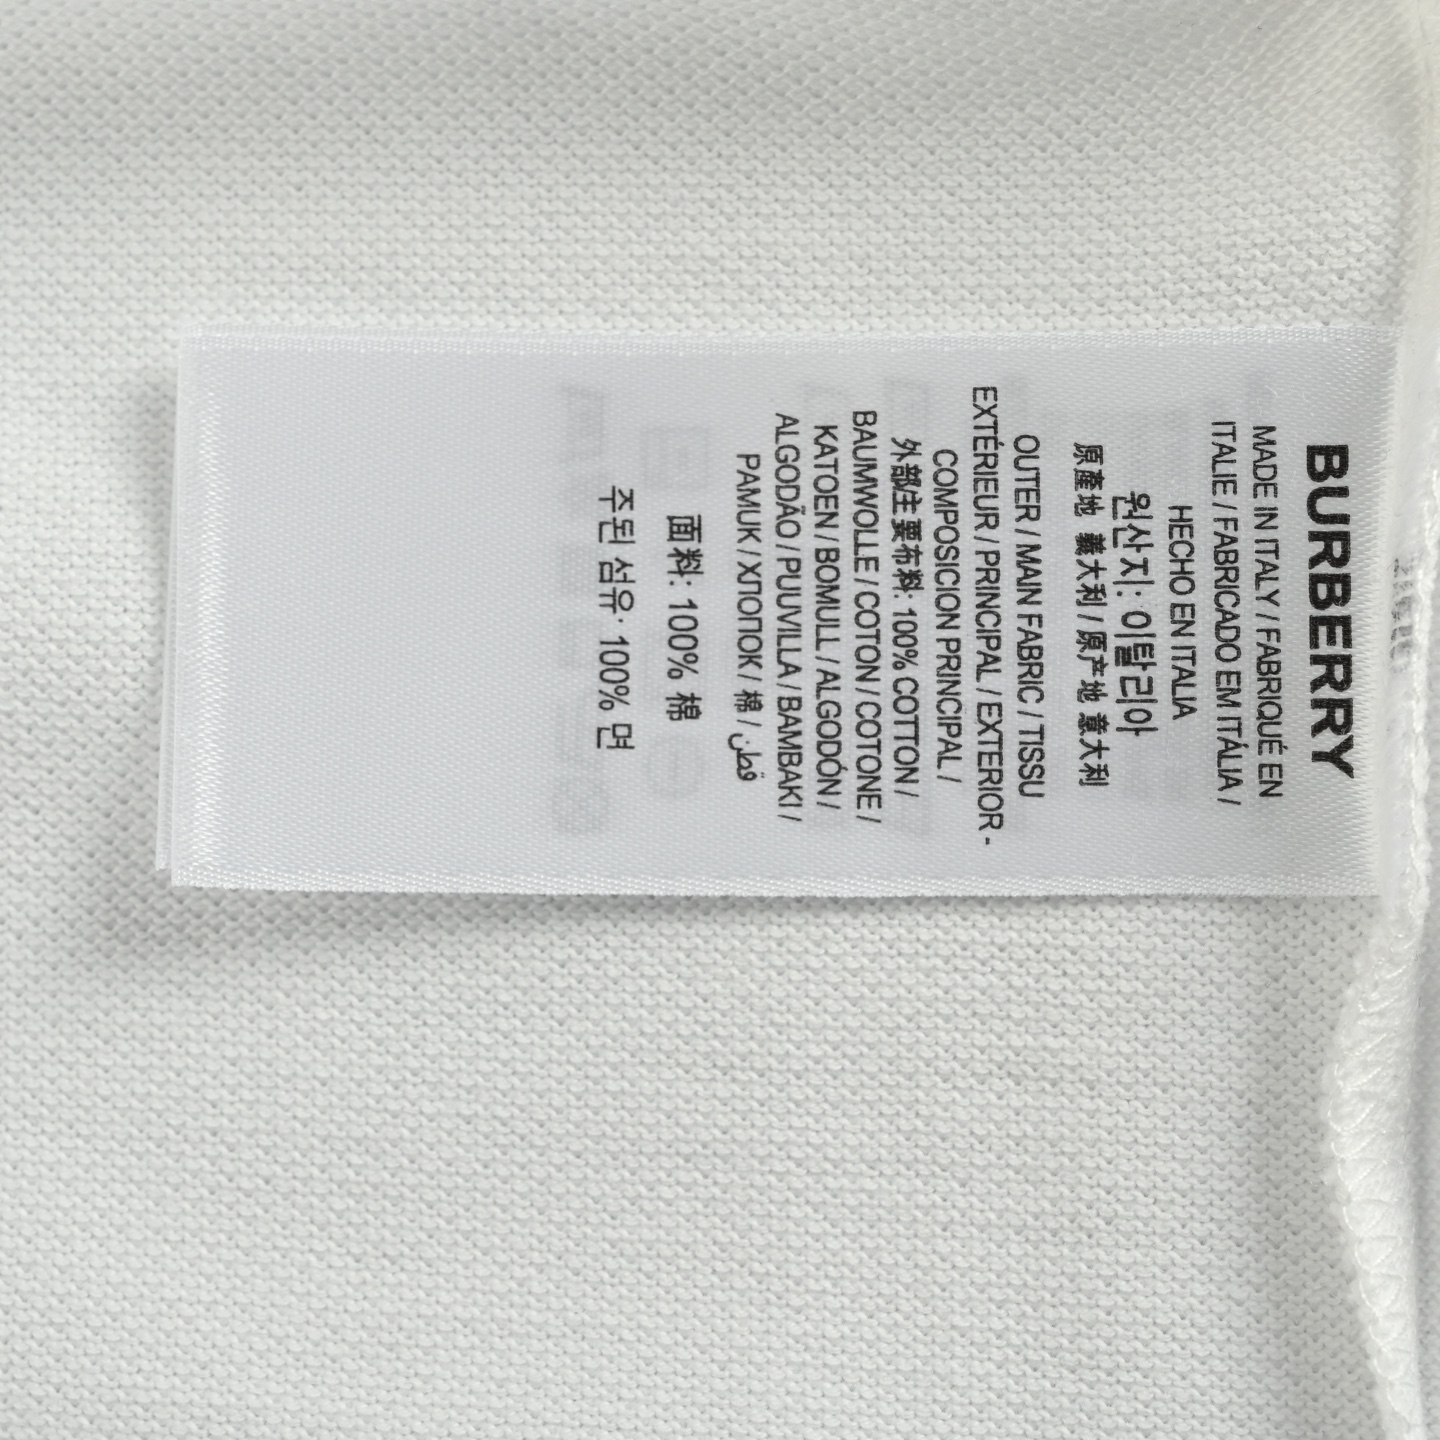 BURBERRY
MADE IN ITALY / FABRIQUÉ EN
ITALIE / FABRICADO EM ITÁLIA /
HECHO EN ITALIA
원산지: 이탈리아
原產地 義大利 / 原产地 意大利
OUTER / MAIN FABRIC / TISSU
EXTÉRIEUR / PRINCIPAL / EXTERIOR -
COMPOSICION PRINCIPAL /
外部/主要布料: 100% COTTON /
BAUMWOLLE / COTON / COTONE /
KATOEN / BOMULL / ALGODÓN /
ALGODÃO / PUUVILLA / BAMBAKI /
PAMUK / ХЛОПОК / 棉 / قطن
面料: 100% 棉
주된 섬유: 100% 면